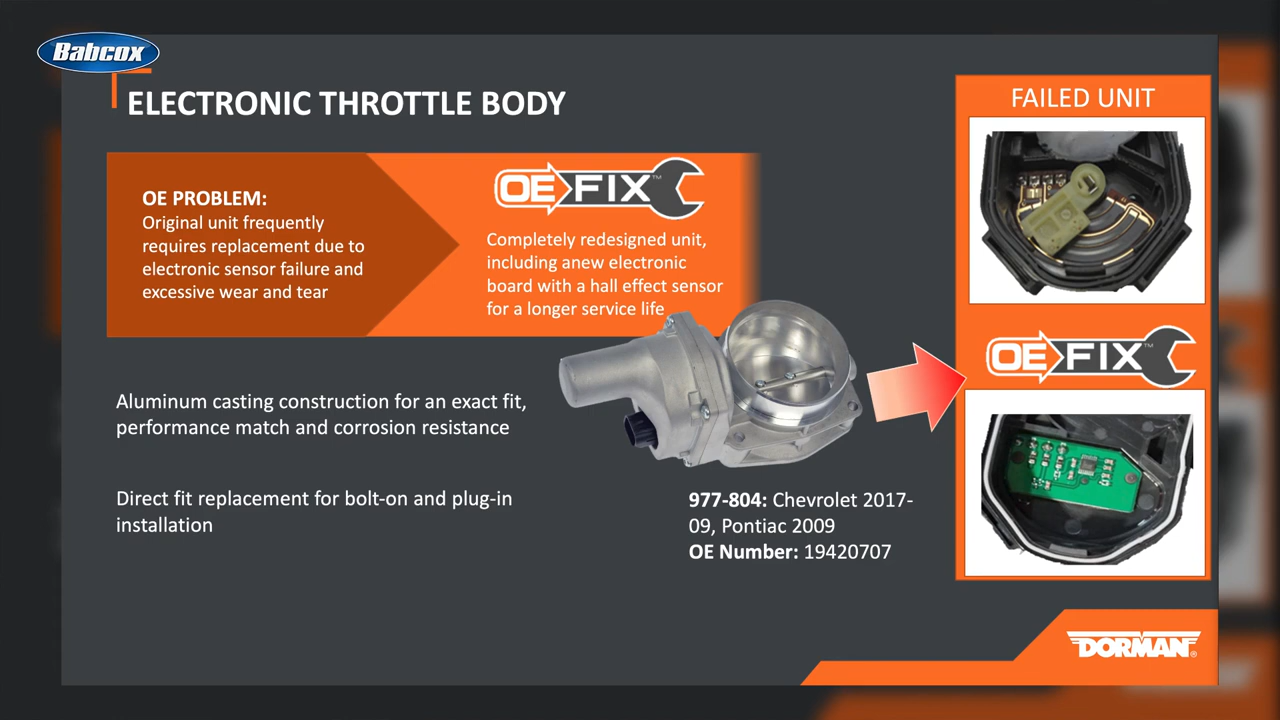 Babcox
ELECTRONIC THROTTLE BODY
OE PROBLEM:
Original unit frequently
requires replacement due to
electronic sensor failure and
excessive wear and tear
OE FIX™
Completely redesigned unit,
including anew electronic
board with a hall effect sensor
for a longer service life
Aluminum casting construction for an exact fit,
performance match and corrosion resistance
Direct fit replacement for bolt-on and plug-in
installation
977-804: Chevrolet 2017-
09, Pontiac 2009
OE Number: 19420707
FAILED UNIT
OE FIX™
DORMAN®